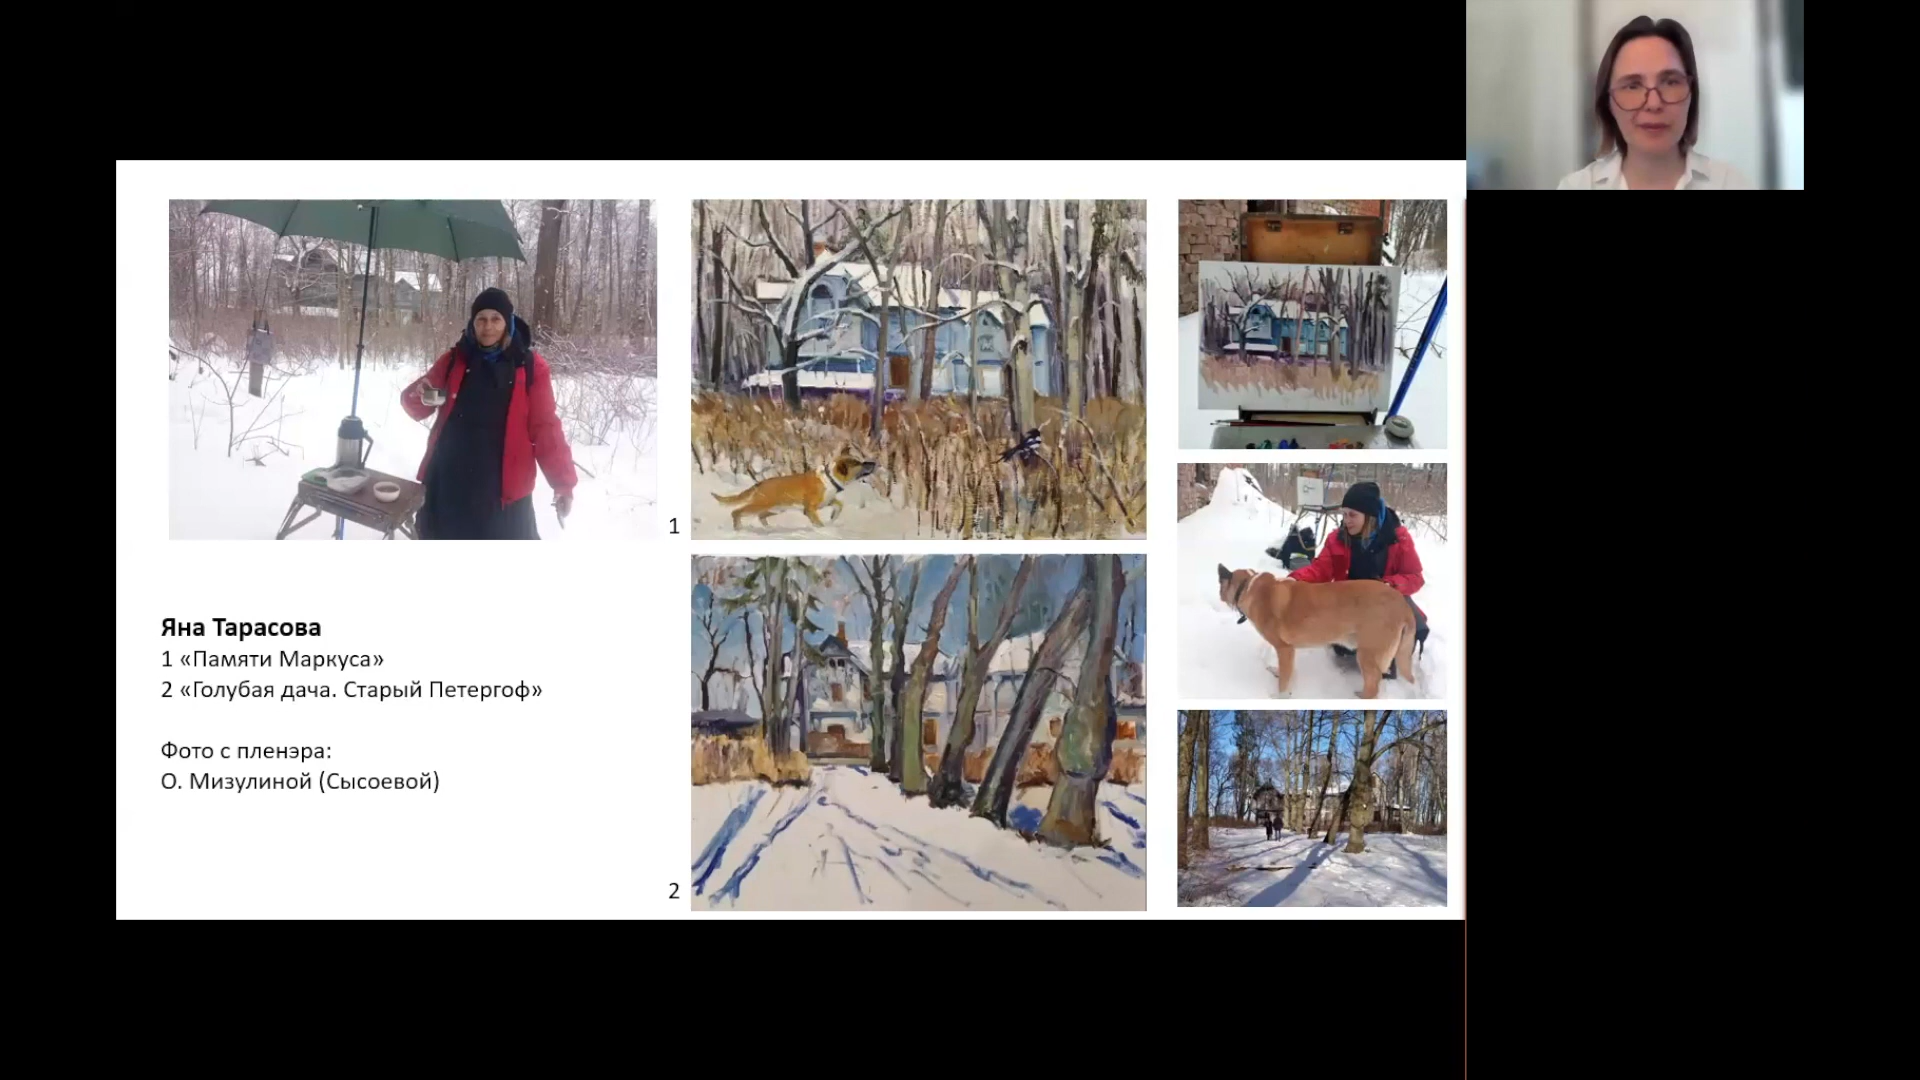 1
Яна Тарасова
1 «Памяти Маркуса»
2 «Голубая дача. Старый Петергоф»
Фото с пленэра:
О. Мизулиной (Сысоевой)
2